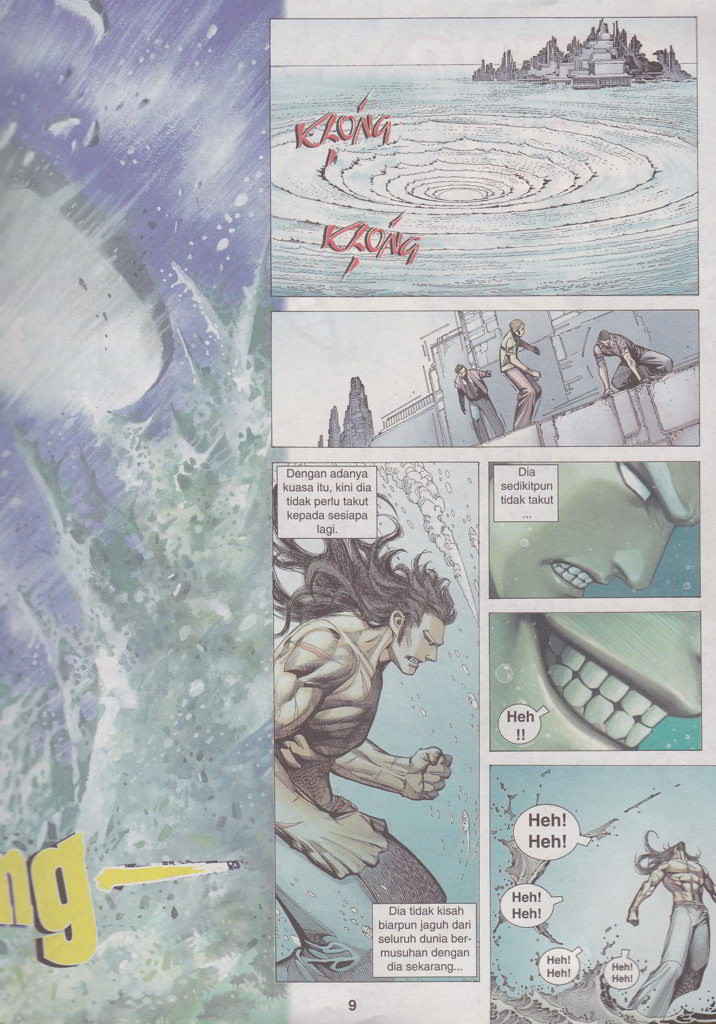 KLONG
KLONG
Dengan adanya
kuasa itu, kini dia
tidak perlu takut
kepada sesiapa
lagi.
Dia
sedikitpun
tidak takut
...
Heh
!!
Dia tidak kisah
biarpun jaguh dari
seluruh dunia ber-
musuhan dengan
dia sekarang...
Heh!
Heh!
Heh!
Heh!
Heh!
Heh!
Heh!
Heh!
ng
9